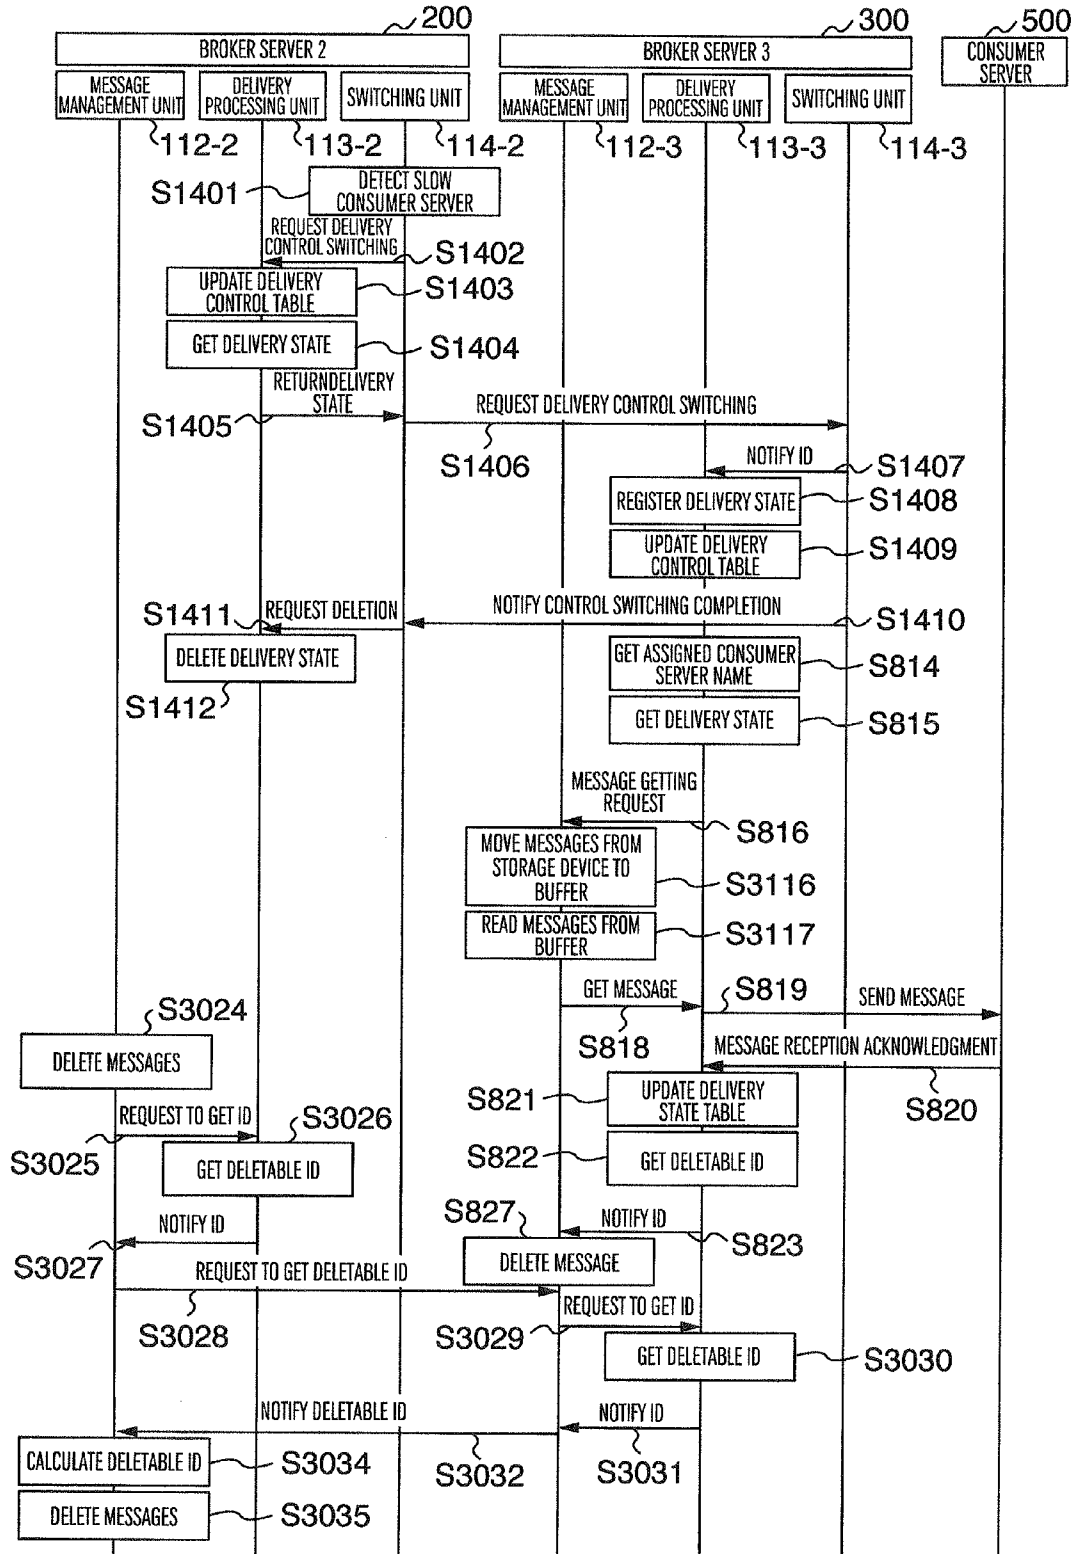 200
300
500
BROKER SERVER 2
BROKER SERVER 3
CONSUMER
SERVER
MESSAGE
MANAGEMENT UNIT
DELIVERY
PROCESSING UNIT
SWITCHING UNIT
MESSAGE
MANAGEMENT UNIT
DELIVERY
PROCESSING UNIT
SWITCHING UNIT
112-2
113-2
114-2
112-3
113-3
114-3
S1401
DETECT SLOW
CONSUMER SERVER
REQUEST DELIVERY
CONTROL SWITCHING
S1402
UPDATE DELIVERY
CONTROL TABLE
S1403
GET DELIVERY STATE
S1404
RETURNDELIVERY
STATE
S1405
REQUEST DELIVERY CONTROL SWITCHING
S1406
NOTIFY ID
S1407
REGISTER DELIVERY STATE
S1408
UPDATE DELIVERY
CONTROL TABLE
S1409
NOTIFY CONTROL SWITCHING COMPLETION
S1410
S1411
REQUEST DELETION
DELETE DELIVERY STATE
S1412
GET ASSIGNED CONSUMER
SERVER NAME
S814
GET DELIVERY STATE
S815
MESSAGE GETTING
REQUEST
S816
MOVE MESSAGES FROM
STORAGE DEVICE TO
BUFFER
S3116
READ MESSAGES FROM
BUFFER
S3117
GET MESSAGE
S818
S819
SEND MESSAGE
S3024
DELETE MESSAGES
MESSAGE RECEPTION ACKNOWLEDGMENT
S820
S821
UPDATE DELIVERY
STATE TABLE
REQUEST TO GET ID
S3025
S3026
GET DELETABLE ID
S822
GET DELETABLE ID
NOTIFY ID
S3027
S827
NOTIFY ID
S823
DELETE MESSAGE
REQUEST TO GET DELETABLE ID
S3028
REQUEST TO GET ID
S3029
GET DELETABLE ID
S3030
NOTIFY DELETABLE ID
S3032
NOTIFY ID
S3031
CALCULATE DELETABLE ID
S3034
DELETE MESSAGES
S3035